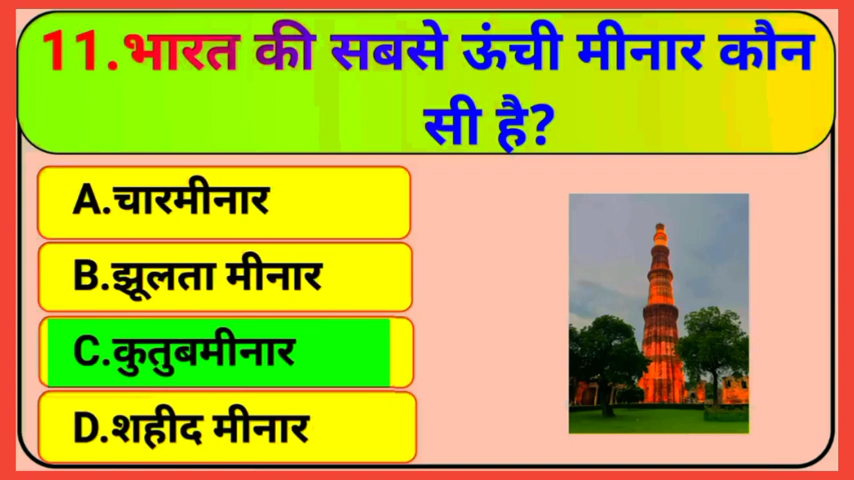 11.भारत की सबसे ऊंची मीनार कौन
सी है?
A.चारमीनार
B.झूलता मीनार
C.कुतुबमीनार
D.शहीद मीनार